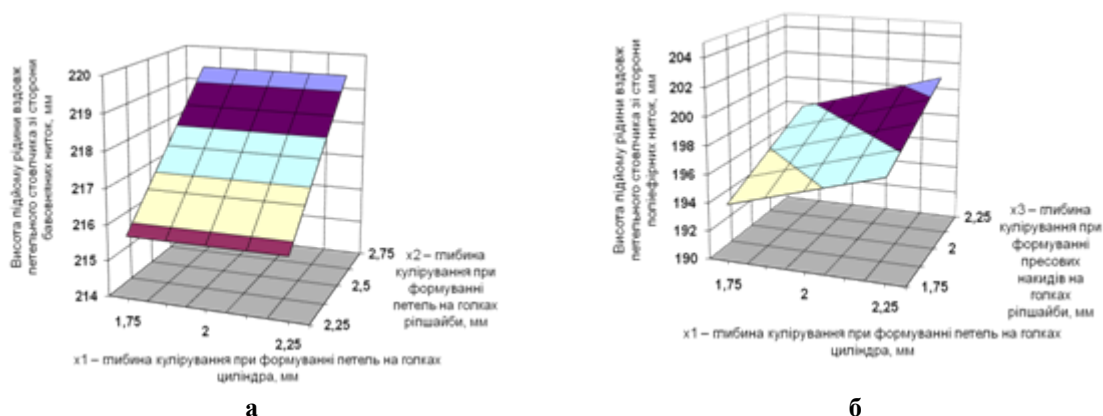 Висота підйому рідини вздовж
петельного стовпчика зі сторони
бавовняних ниток, мм
220
219
218
217
216
215
214
1,75
2
2,25
2,25
2,5
2,75
x2 – глибина
кулірування при
формуванні
петель на голках
ріпшайби, мм
x1 – глибина кулірування при формуванні петель на голках
циліндра, мм
а
Висота підйому рідини вздовж
петельного стовпчика зі сторони
поліефірних ниток, мм
204
202
200
198
196
194
192
190
1,75
2
2,25
1,75
2
2,25
x3 – глибина
кулірування при
формуванні
пресових
накидів на
голках
ріпшайби, мм
x1 – глибина кулірування при формуванні петель на голках
циліндра, мм
б